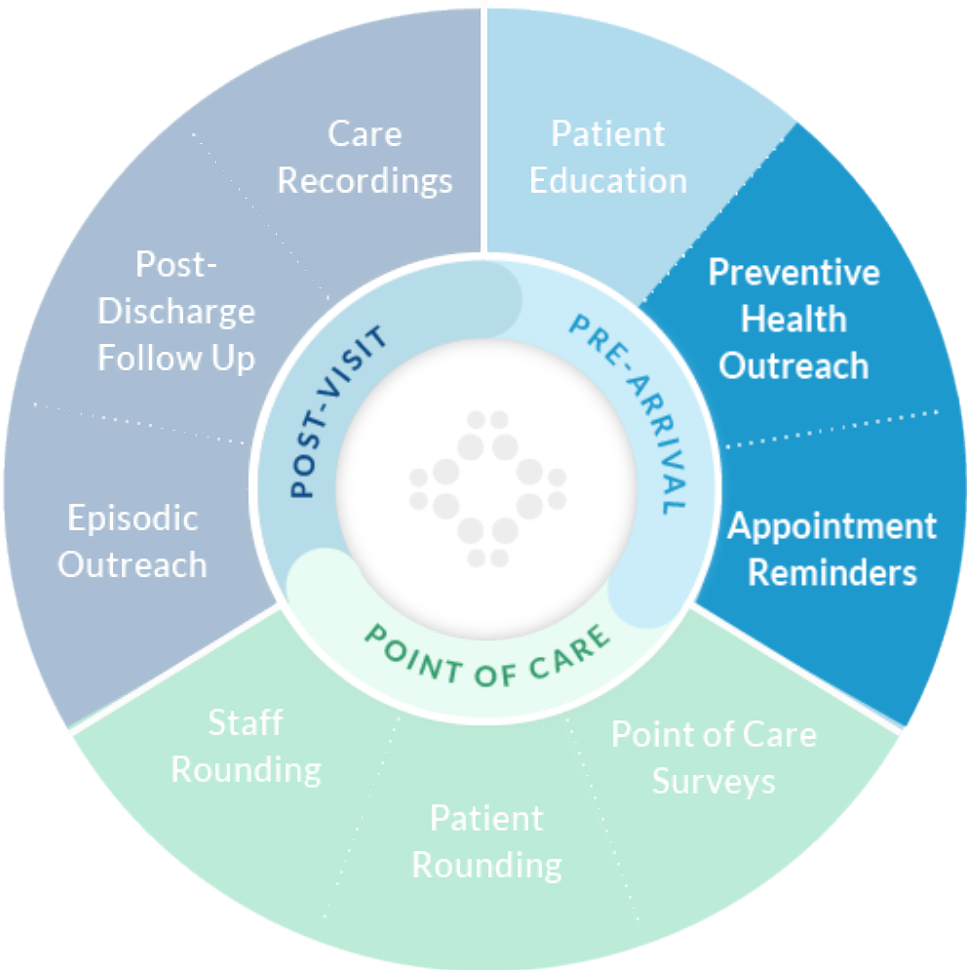 Patient
Education
Preventive
Health
Outreach
Appointment
Reminders
Point of Care
Surveys
Patient
Rounding
Staff
Rounding
Episodic
Outreach
Post-
Discharge
Follow Up
Care
Recordings
PRE-ARRIVAL
POINT OF CARE
POST-VISIT